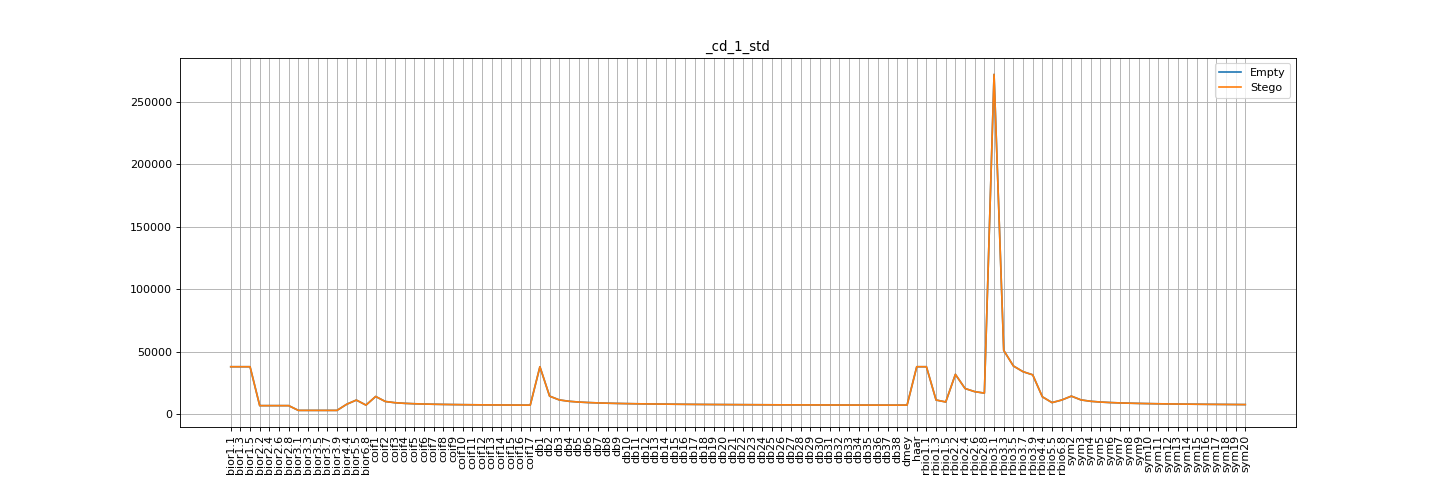 _cd_1_std
Empty
Stego
250000
200000
150000
100000
50000
0
bior1.1
bior1.3
bior1.5
bior2.2
bior2.4
bior2.6
bior2.8
bior3.1
bior3.3
bior3.5
bior3.7
bior3.9
bior4.4
bior5.5
bior6.8
coif1
coif2
coif3
coif4
coif5
coif6
coif7
coif8
coif9
coif10
coif11
coif12
coif13
coif14
coif15
coif16
coif17
db1
db2
db3
db4
db5
db6
db7
db8
db9
db10
db11
db12
db13
db14
db15
db16
db17
db18
db19
db20
db21
db22
db23
db24
db25
db26
db27
db28
db29
db30
db31
db32
db33
db34
db35
db36
db37
db38
dmey
haar
rbio1.1
rbio1.3
rbio1.5
rbio2.2
rbio2.4
rbio2.6
rbio2.8
rbio3.1
rbio3.3
rbio3.5
rbio3.7
rbio3.9
rbio4.4
rbio5.5
rbio6.8
sym2
sym3
sym4
sym5
sym6
sym7
sym8
sym9
sym10
sym11
sym12
sym13
sym14
sym15
sym16
sym17
sym18
sym19
sym20